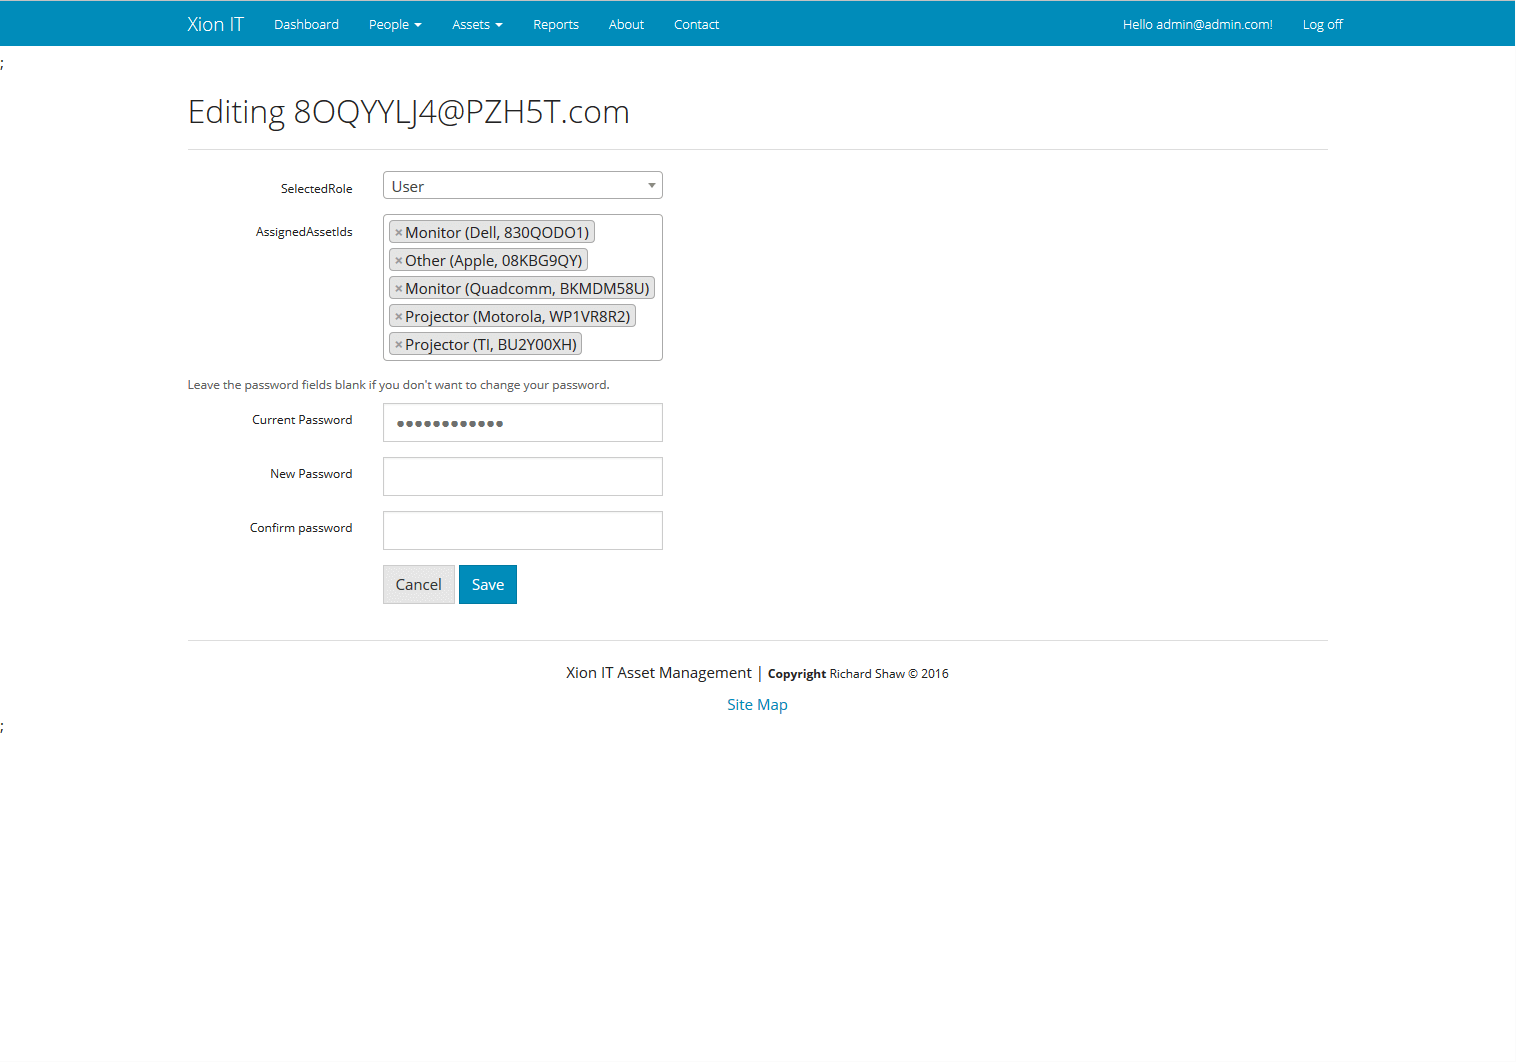 Xion IT Dashboard People Assets Reports About Contact Hello admin@admin.com! Log off
;
Editing 8OQYYLJ4@PZH5T.com
SelectedRole User
AssignedAssetIds ×Monitor (Dell, 830QODO1)
×Other (Apple, 08KBG9QY)
×Monitor (Quadcomm, BKMDM58U)
×Projector (Motorola, WP1VR8R2)
×Projector (TI, BU2Y00XH)
Leave the password fields blank if you don't want to change your password.
Current Password ●●●●●●●●●●●●
New Password
Confirm password
Cancel Save
Xion IT Asset Management | Copyright Richard Shaw © 2016
Site Map
;